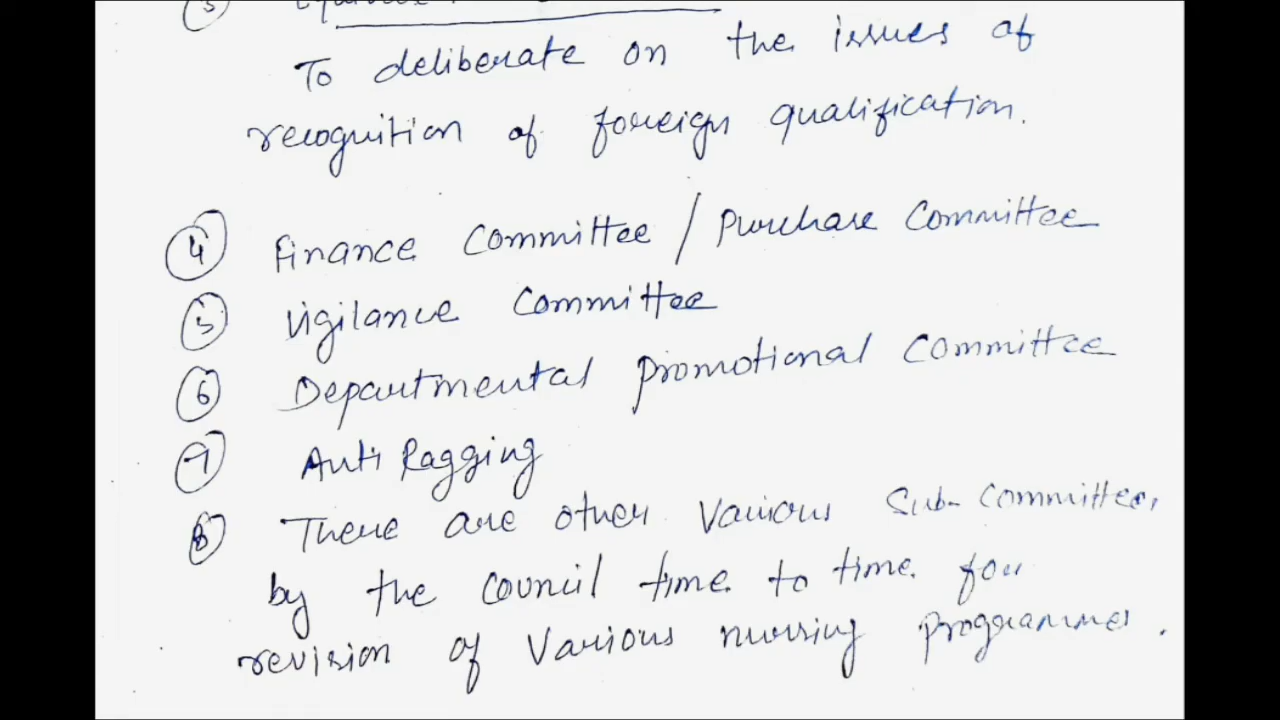 To deliberate on the issues of
recognition of foreign qualification.
4 Finance Committee / Purchase Committee
5 Vigilance Committee
6 Departmental Promotional Committee
7 Anti Ragging
8 There are other Various Sub-Committee,
by the Council time to time for
revision of Various nursing Programmes.